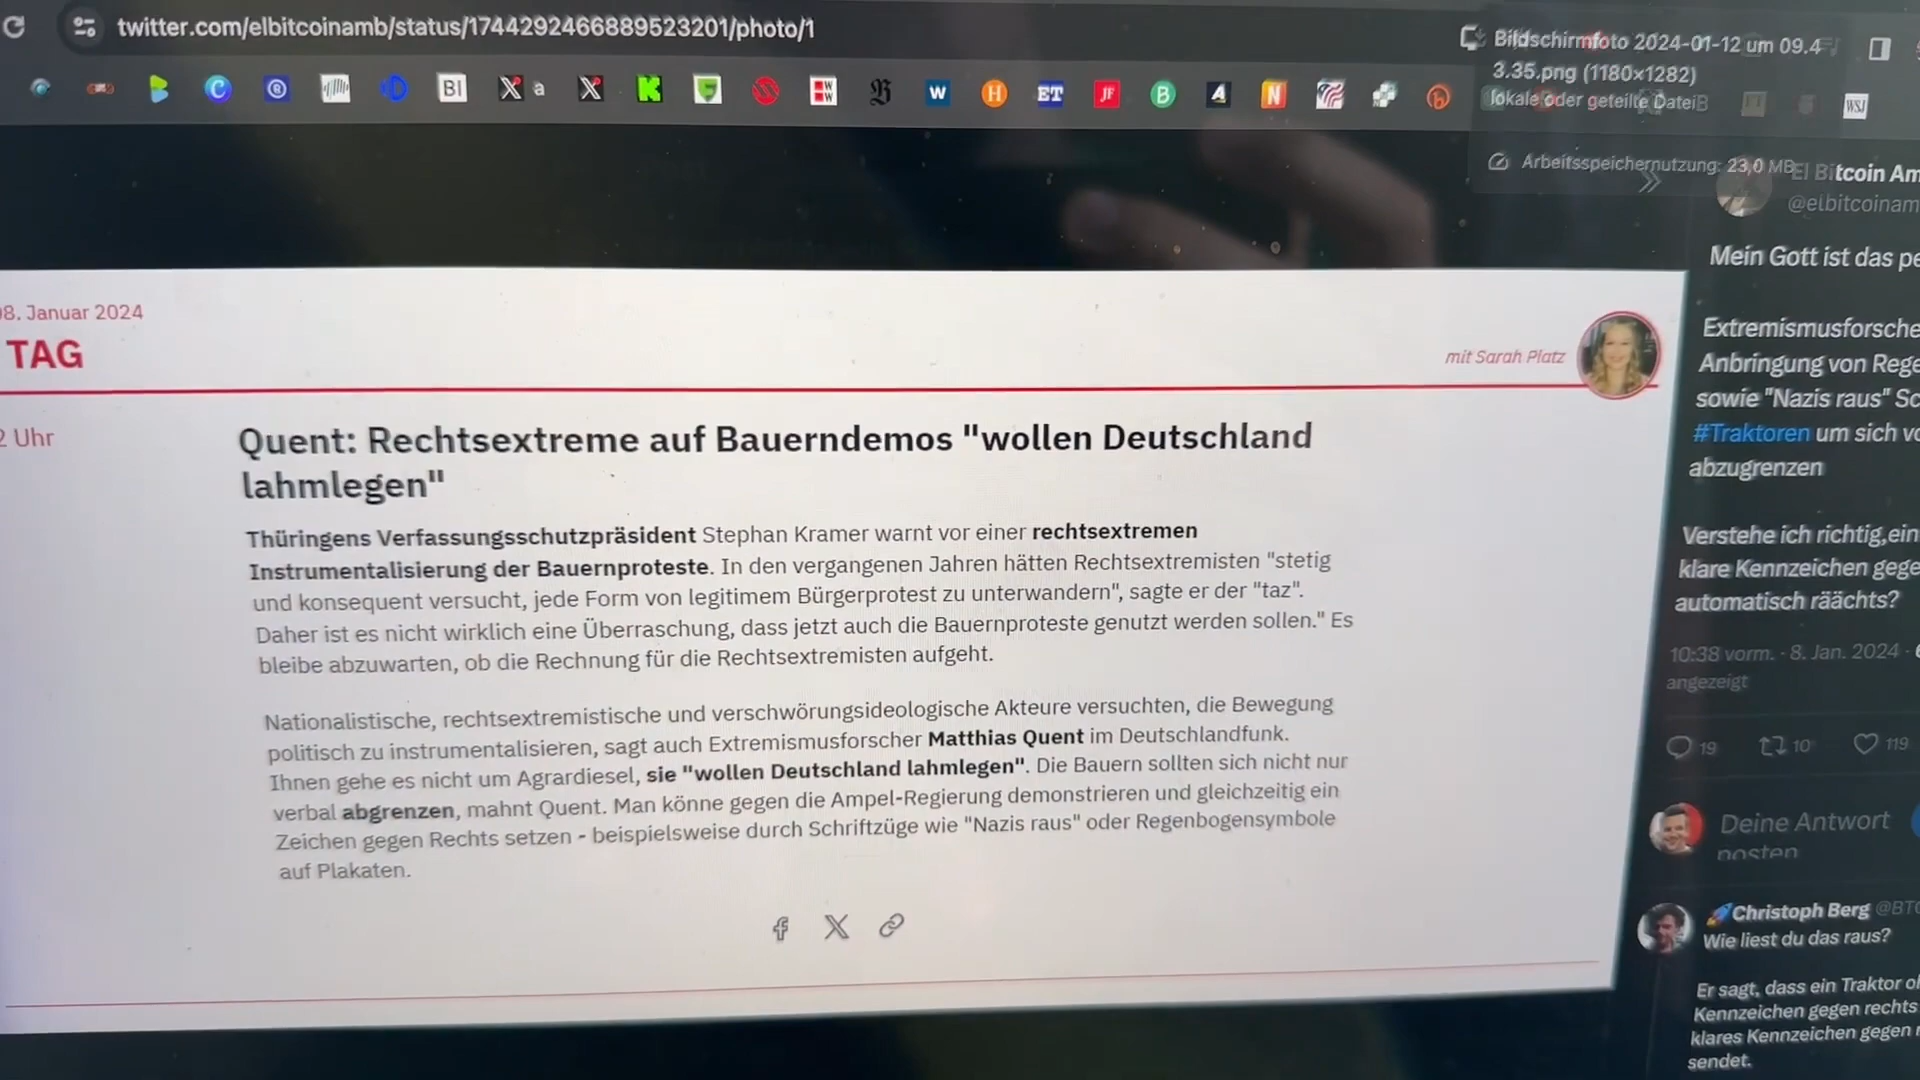 twitter.com/elbitcoinamb/status/1744292466889523201/photo/1
Bildschirmfoto 2024-01-12 um 09.4
3.35.png (1180×1282)
lokale oder geteilte Datei
Arbeitsspeichernutzung: 23,0 MB
BI
a
W
H
ET
JF
B
A
N
WSJ
8. Januar 2024
TAG
mit Sarah Platz
2 Uhr
Quent: Rechtsextreme auf Bauerndemos "wollen Deutschland
lahmlegen"
Thüringens Verfassungsschutzpräsident Stephan Kramer warnt vor einer rechtsextremen
Instrumentalisierung der Bauernproteste. In den vergangenen Jahren hätten Rechtsextremisten "stetig
und konsequent versucht, jede Form von legitimem Bürgerprotest zu unterwandern", sagte er der "taz".
Daher ist es nicht wirklich eine Überraschung, dass jetzt auch die Bauernproteste genutzt werden sollen." Es
bleibe abzuwarten, ob die Rechnung für die Rechtsextremisten aufgeht.
Nationalistische, rechtsextremistische und verschwörungsideologische Akteure versuchten, die Bewegung
politisch zu instrumentalisieren, sagt auch Extremismusforscher Matthias Quent im Deutschlandfunk.
Ihnen gehe es nicht um Agrardiesel, sie "wollen Deutschland lahmlegen". Die Bauern sollten sich nicht nur
verbal abgrenzen, mahnt Quent. Man könne gegen die Ampel-Regierung demonstrieren und gleichzeitig ein
Zeichen gegen Rechts setzen - beispielsweise durch Schriftzüge wie "Nazis raus" oder Regenbogensymbole
auf Plakaten.
El Bitcoin Am
@elbitcoinam
Mein Gott ist das pe
Extremismusforsche
Anbringung von Rege
sowie "Nazis raus" Sc
#Traktoren um sich vo
abzugrenzen
Verstehe ich richtig,ein
klare Kennzeichen gege
automatisch räächts?
10:38 vorm. · 8. Jan. 2024 ·
angezeigt
19 10 119
Deine Antwort
posten
Christoph Berg @BTC
Wie liest du das raus?
Er sagt, dass ein Traktor oh
Kennzeichen gegen rechts
klares Kennzeichen gegen r
sendet.